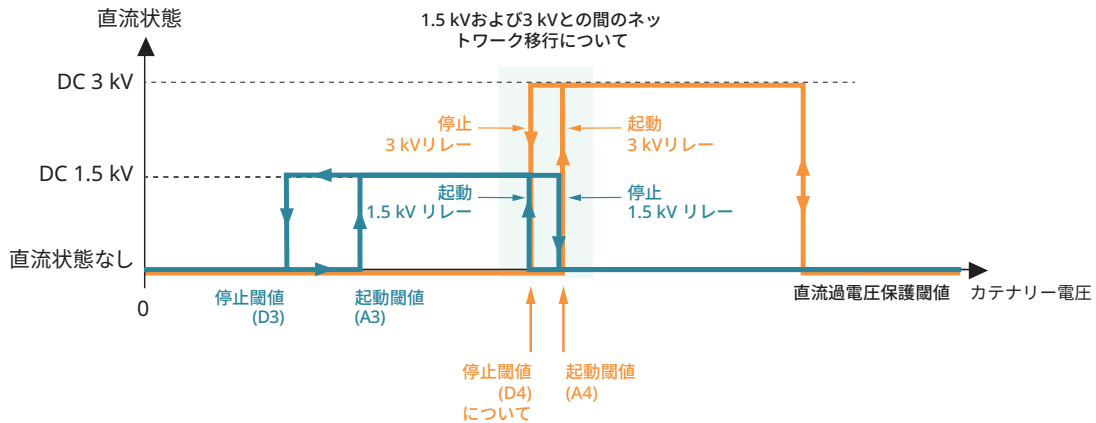 直流状態
1.5 kVおよび3 kVとの間のネッ
トワーク移行について
DC 3 kV
停止
3 kVリレー
起動
3 kVリレー
DC 1.5 kV
起動
1.5 kV リレー
停止
1.5 kV リレー
直流状態なし
0
停止閾値
(D3)
起動閾値
(A3)
直流過電圧保護閾値
カテナリー電圧
停止閾値
(D4)
について
起動閾値
(A4)